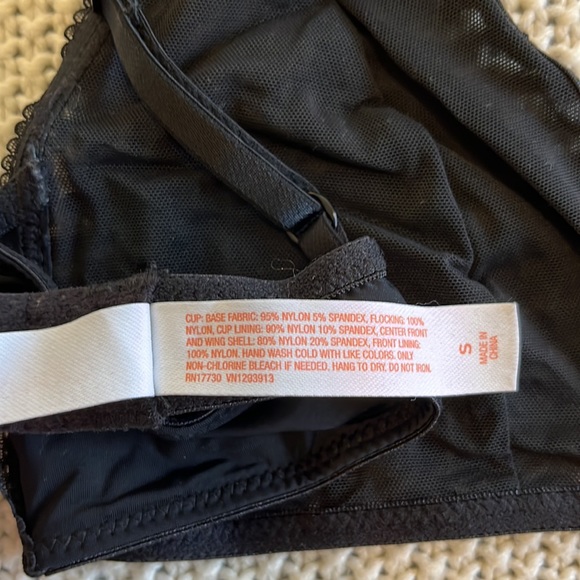 CUP: BASE FABRIC: 95% NYLON 5% SPANDEX, FLOCKING: 100%
NYLON, CUP LINING: 90% NYLON 10% SPANDEX, CENTER FRONT
AND WING SHELL: 80% NYLON 20% SPANDEX, FRONT LINING:
100% NYLON. HAND WASH COLD WITH LIKE COLORS. ONLY
NON-CHLORINE BLEACH IF NEEDED. HANG TO DRY. DO NOT IRON.
RN17730 VN1293913
S
MADE IN
CHINA